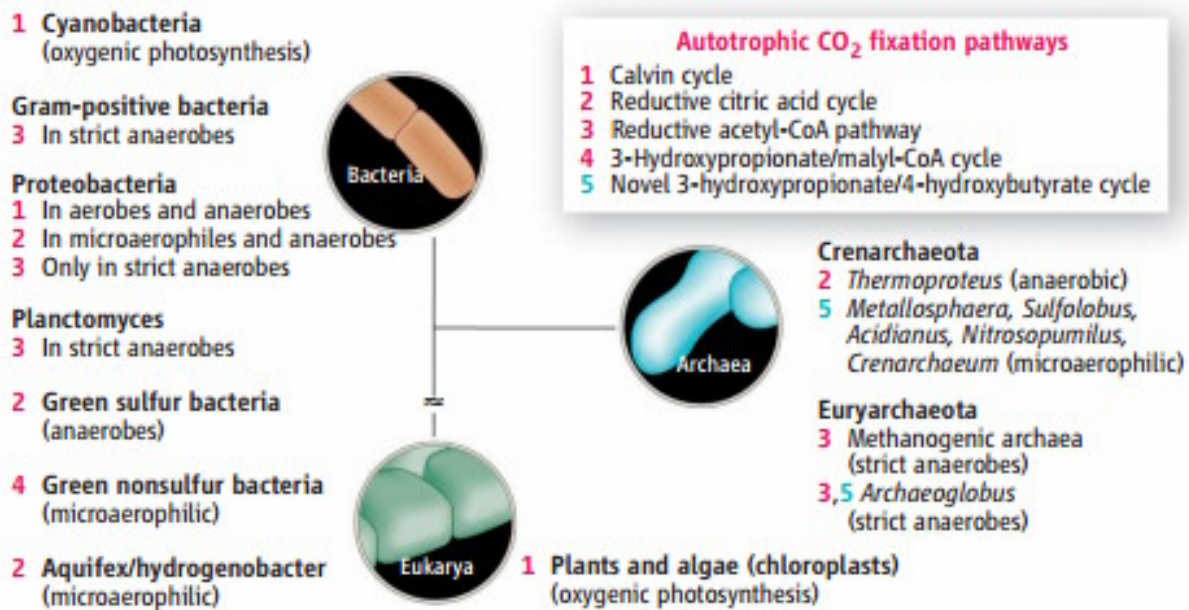 1 Cyanobacteria
(oxygenic photosynthesis)
Gram-positive bacteria
3 In strict anaerobes
Proteobacteria
1 In aerobes and anaerobes
2 In microaerophiles and anaerobes
3 Only in strict anaerobes
Planctomyces
3 In strict anaerobes
2 Green sulfur bacteria
(anaerobes)
4 Green nonsulfur bacteria
(microaerophilic)
2 Aquifex/hydrogenobacter
(microaerophilic)
Bacteria
Autotrophic CO₂ fixation pathways
1 Calvin cycle
2 Reductive citric acid cycle
3 Reductive acetyl-CoA pathway
4 3-Hydroxypropionate/malyl-CoA cycle
5 Novel 3-hydroxypropionate/4-hydroxybutyrate cycle
Archaea
Crenarchaeota
2 Thermoproteus (anaerobic)
5 Metallosphaera, Sulfolobus,
Acidianus, Nitrosopumilus,
Crenarchaeum (microaerophilic)
Euryarchaeota
3 Methanogenic archaea
(strict anaerobes)
3,5 Archaeoglobus
(strict anaerobes)
Eukarya
1 Plants and algae (chloroplasts)
(oxygenic photosynthesis)